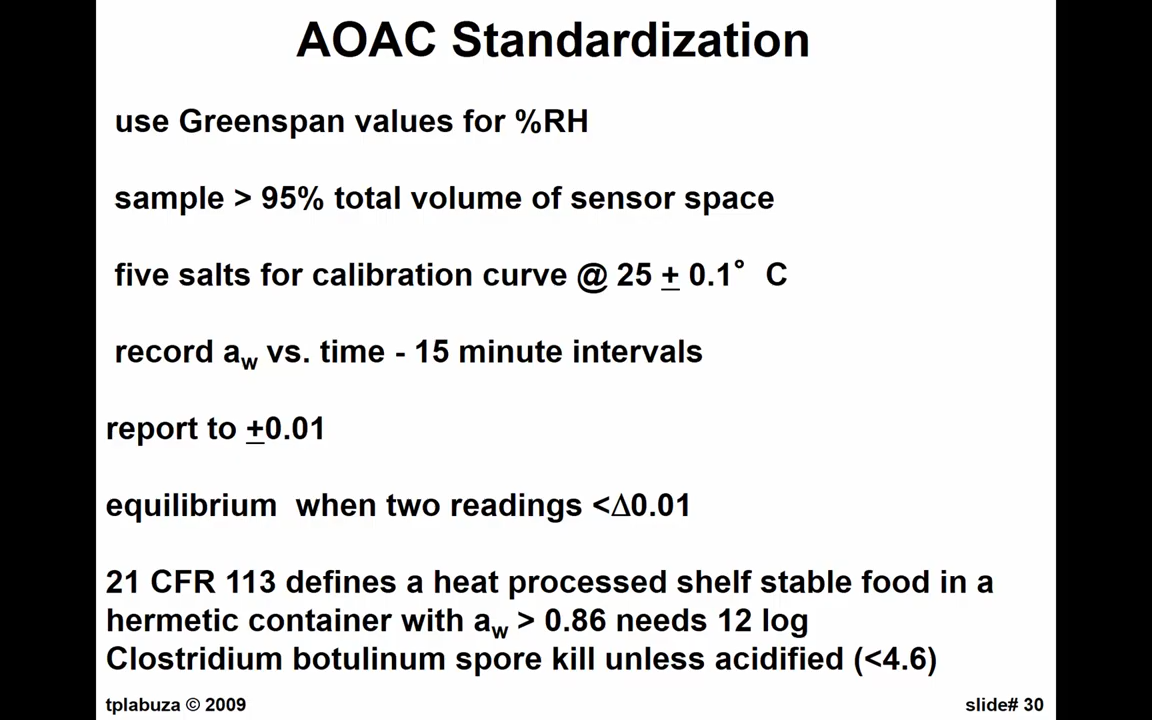 AOAC Standardization
use Greenspan values for %RH
sample > 95% total volume of sensor space
five salts for calibration curve @ 25 ± 0.1° C
record aw vs. time - 15 minute intervals
report to ±0.01
equilibrium when two readings <Δ0.01
21 CFR 113 defines a heat processed shelf stable food in a
hermetic container with aw > 0.86 needs 12 log
Clostridium botulinum spore kill unless acidified (<4.6)
tplabuza © 2009 slide# 30